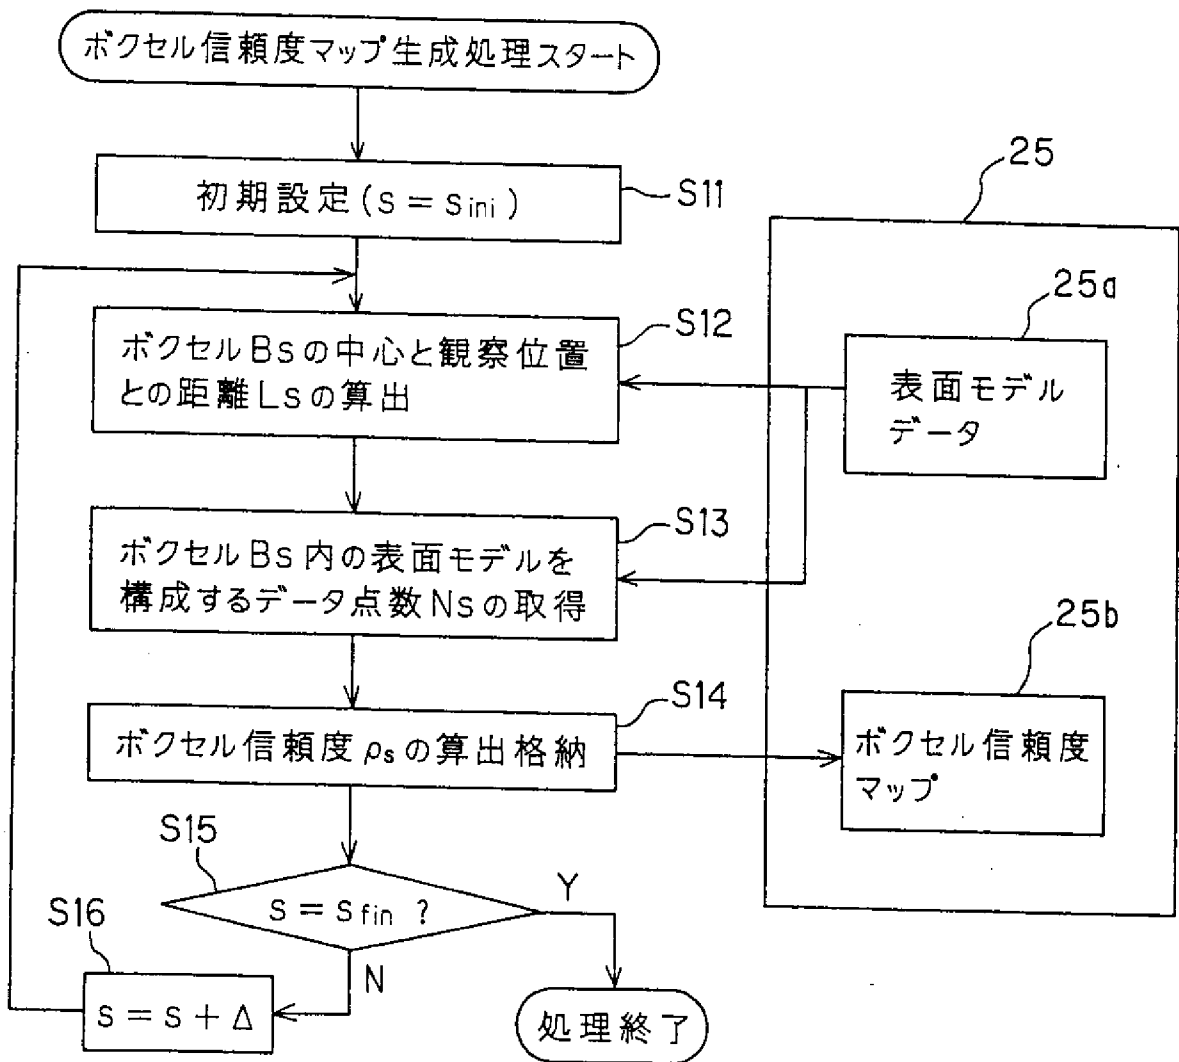 ボクセル信頼度マップ生成処理スタート
初期設定(s=sini)
S11
ボクセルBsの中心と観察位置
との距離Lsの算出
S12
ボクセルBs内の表面モデルを
構成するデータ点数Nsの取得
S13
ボクセル信頼度ρsの算出格納
S14
S15
s=sfin ?
Y
N
S16
s=s+Δ
処理終了
25
25a
表面モデル
データ
25b
ボクセル信頼度
マップ